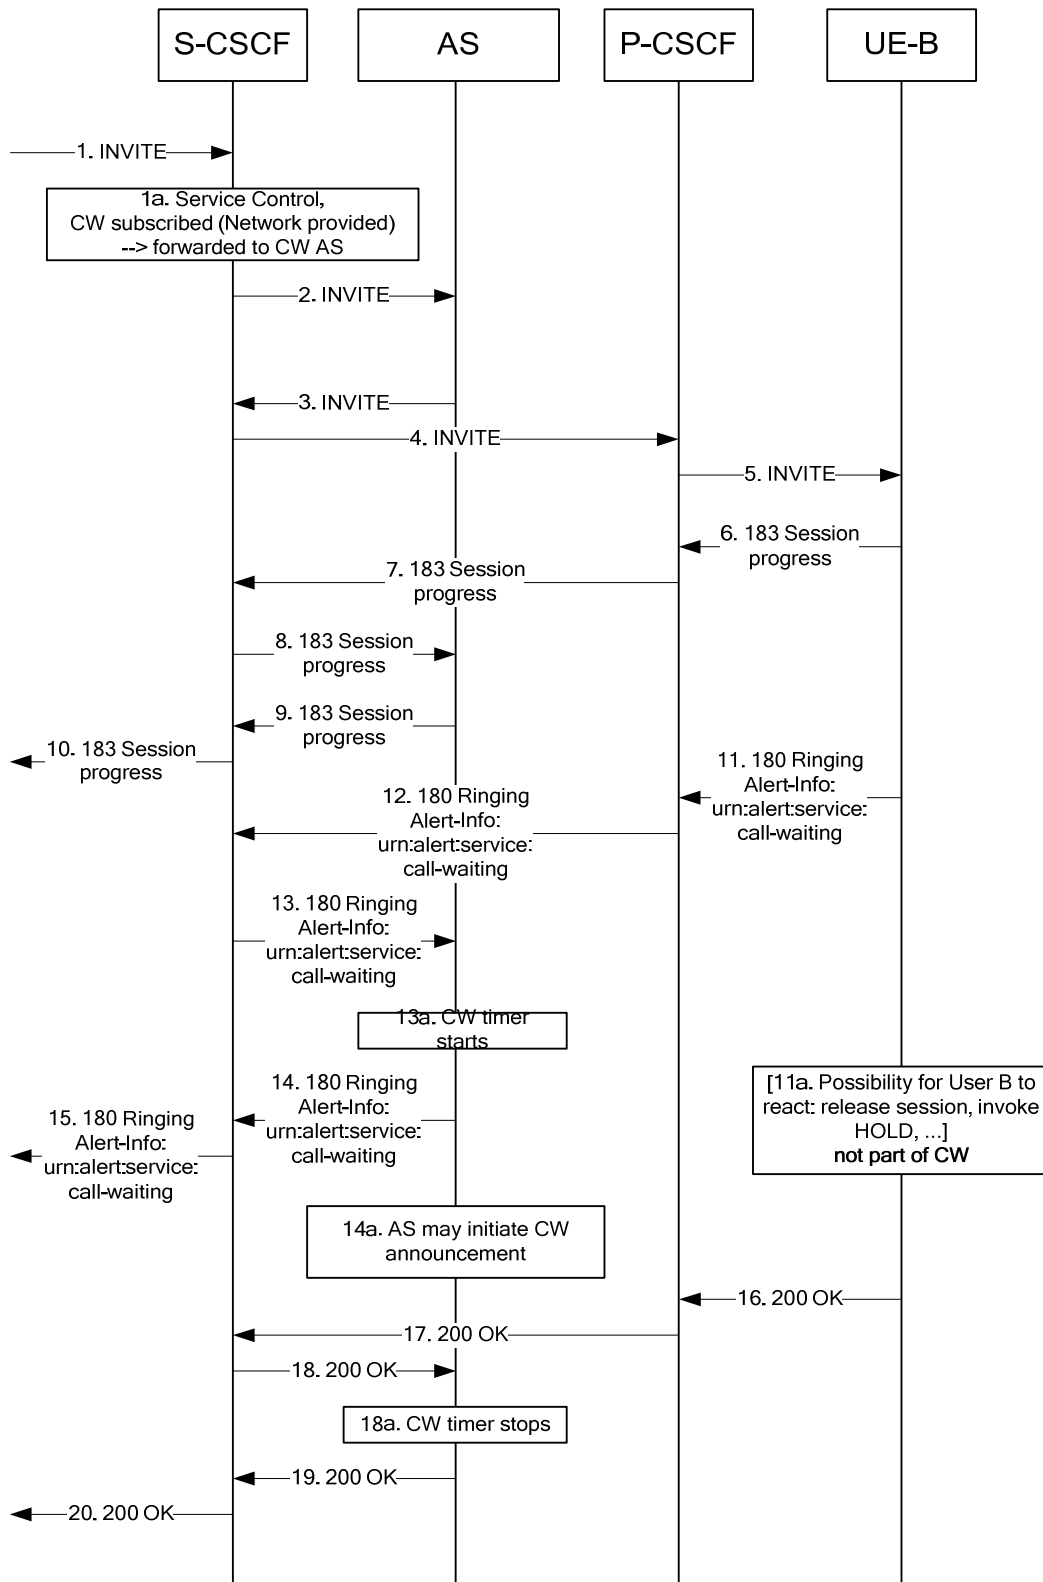 S-CSCF
AS
P-CSCF
UE-B
1. INVITE
1a. Service Control,
CW subscribed (Network provided)
--> forwarded to CW AS
2. INVITE
3. INVITE
4. INVITE
5. INVITE
6. 183 Session
progress
7. 183 Session
progress
8. 183 Session
progress
9. 183 Session
progress
10. 183 Session
progress
11. 180 Ringing
Alert-Info:
urn:alert:service:
call-waiting
12. 180 Ringing
Alert-Info:
urn:alert:service:
call-waiting
13. 180 Ringing
Alert-Info:
urn:alert:service:
call-waiting
13a. CW timer
starts
[11a. Possibility for User B to
react: release session, invoke
HOLD, ...]
not part of CW
14. 180 Ringing
Alert-Info:
urn:alert:service:
call-waiting
15. 180 Ringing
Alert-Info:
urn:alert:service:
call-waiting
14a. AS may initiate CW
announcement
16. 200 OK
17. 200 OK
18. 200 OK
18a. CW timer stops
19. 200 OK
20. 200 OK